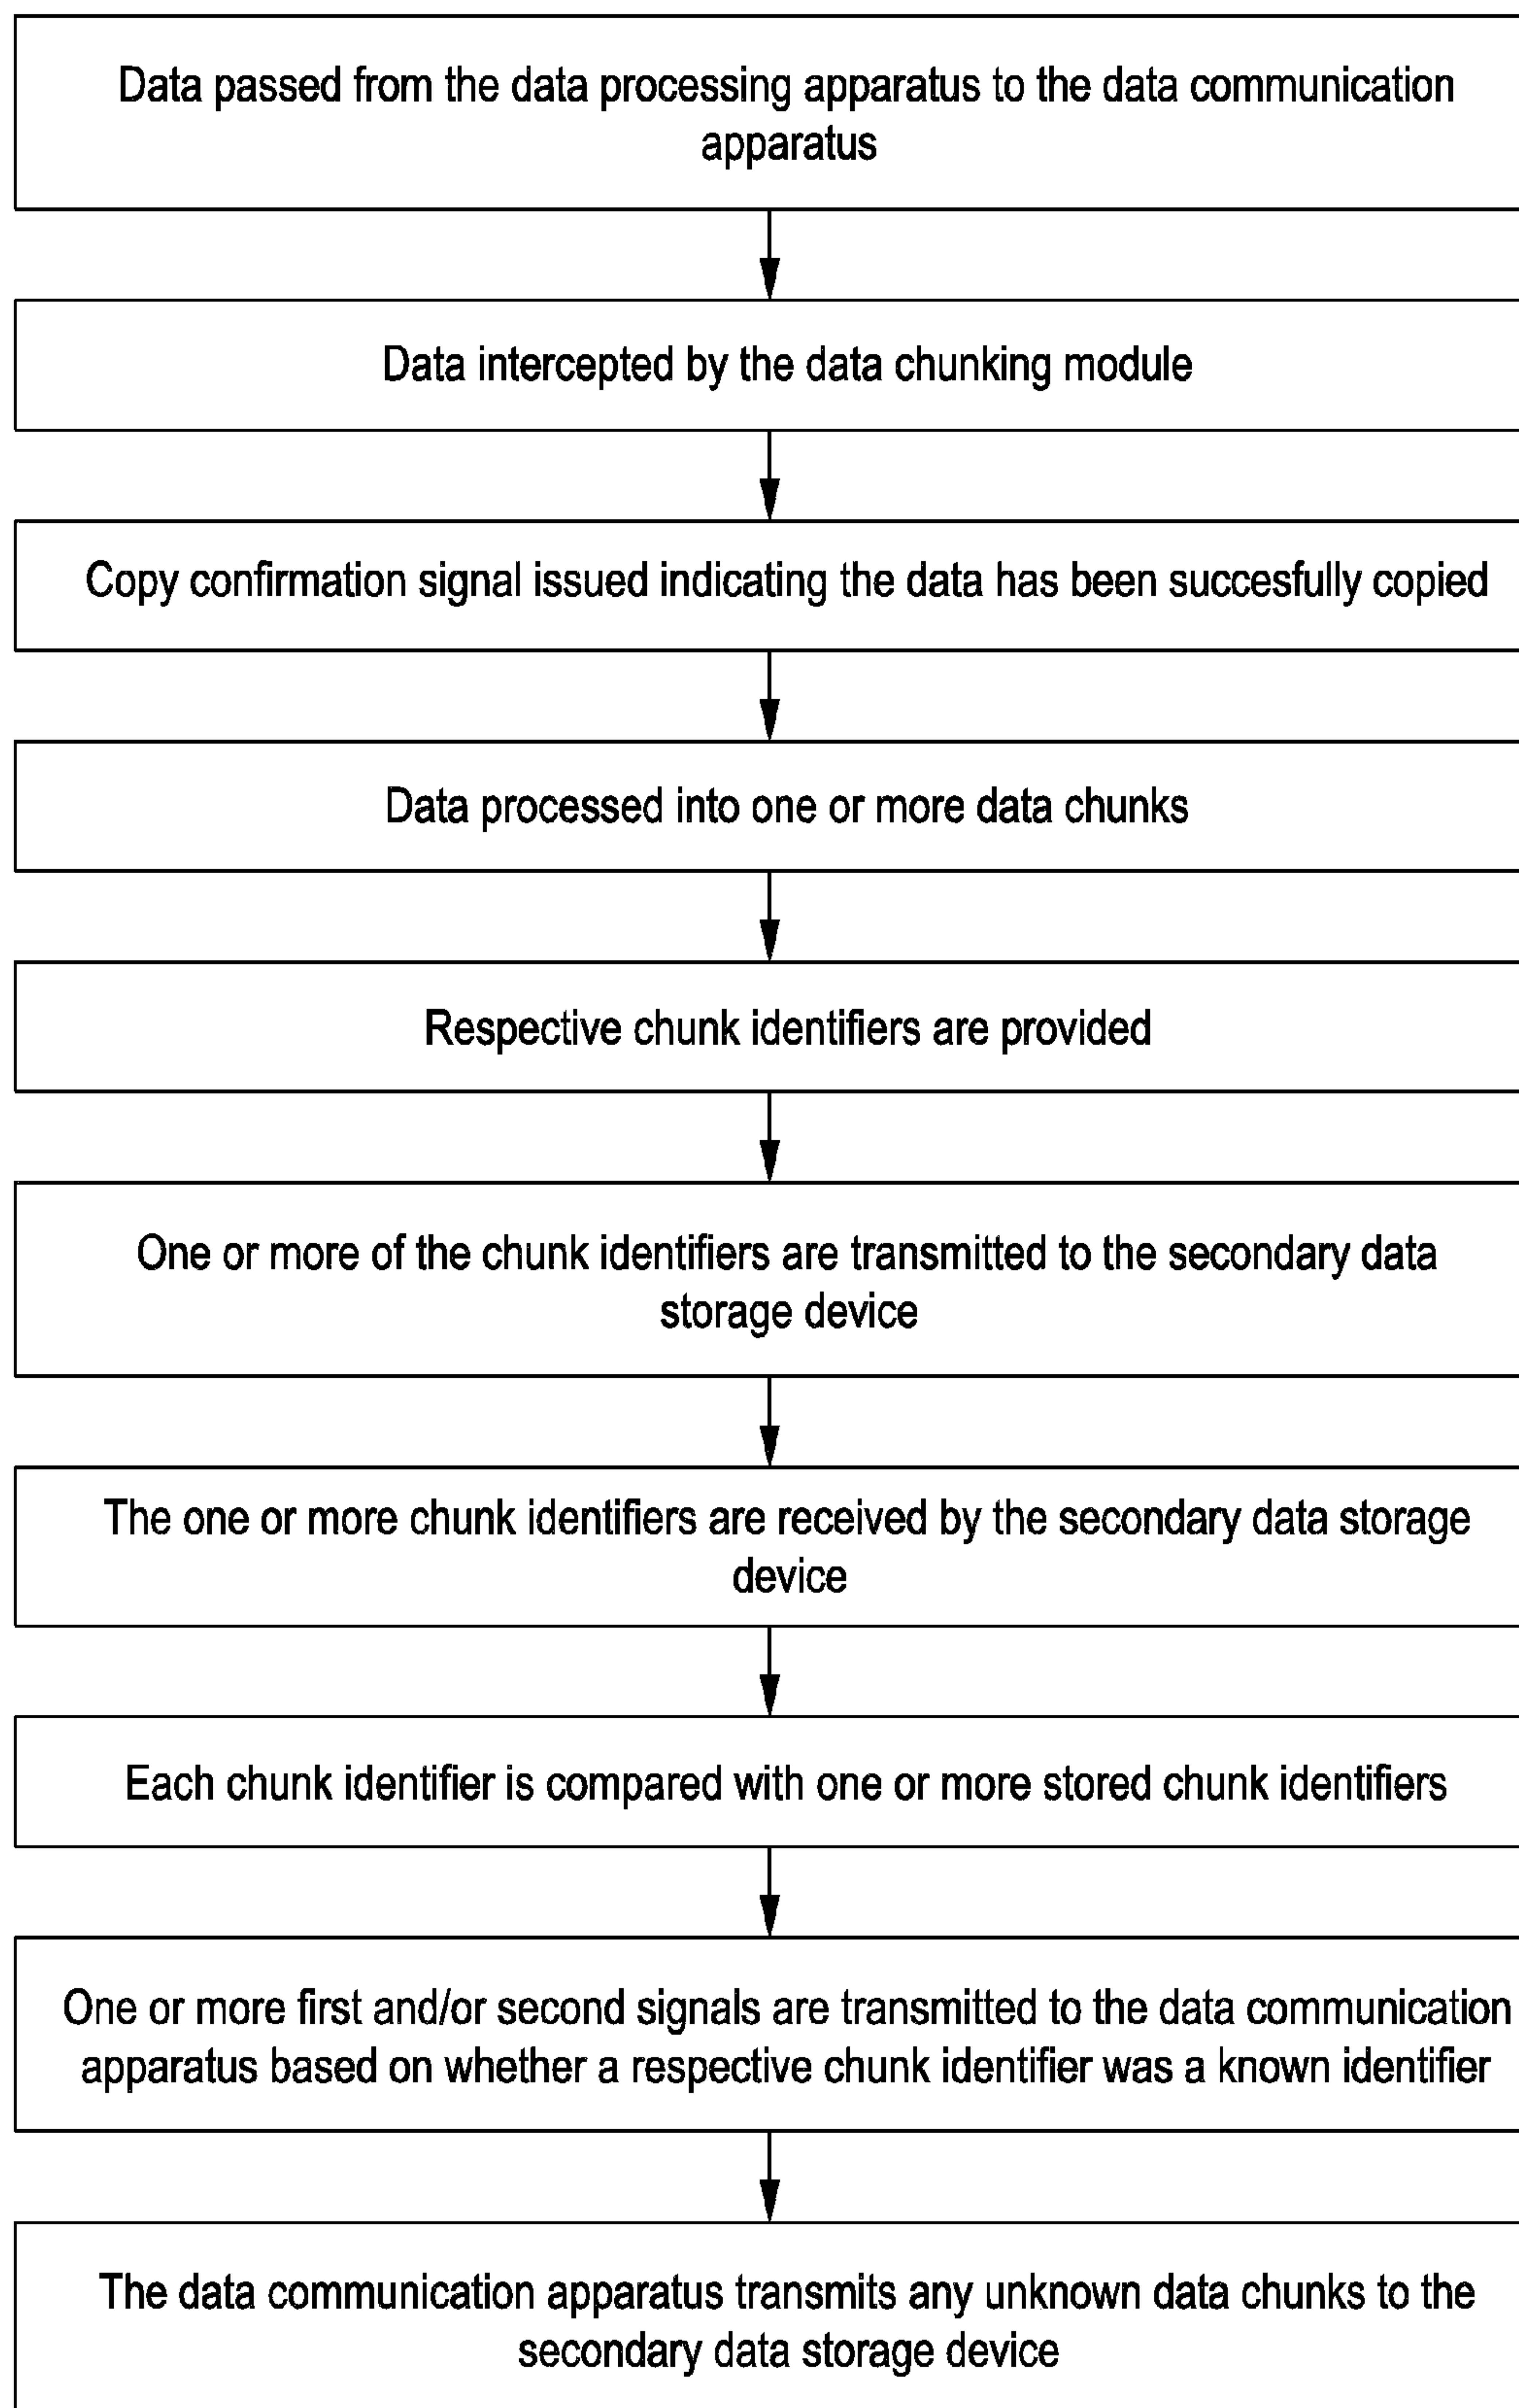 Data passed from the data processing apparatus to the data communication
apparatus
Data intercepted by the data chunking module
Copy confirmation signal issued indicating the data has been succesfully copied
Data processed into one or more data chunks
Respective chunk identifiers are provided
One or more of the chunk identifiers are transmitted to the secondary data
storage device
The one or more chunk identifiers are received by the secondary data storage
device
Each chunk identifier is compared with one or more stored chunk identifiers
One or more first and/or second signals are transmitted to the data communication
apparatus based on whether a respective chunk identifier was a known identifier
The data communication apparatus transmits any unknown data chunks to the
secondary data storage device